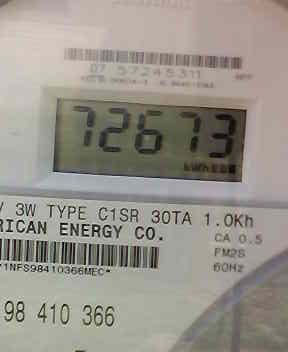 07 57245311
72673
kWh
V 3W TYPE C1SR 30TA 1.0Kh
RICAN ENERGY CO.
CA 0.5
FM2S
60Hz
*1NFS98410366MEC*
98 410 366